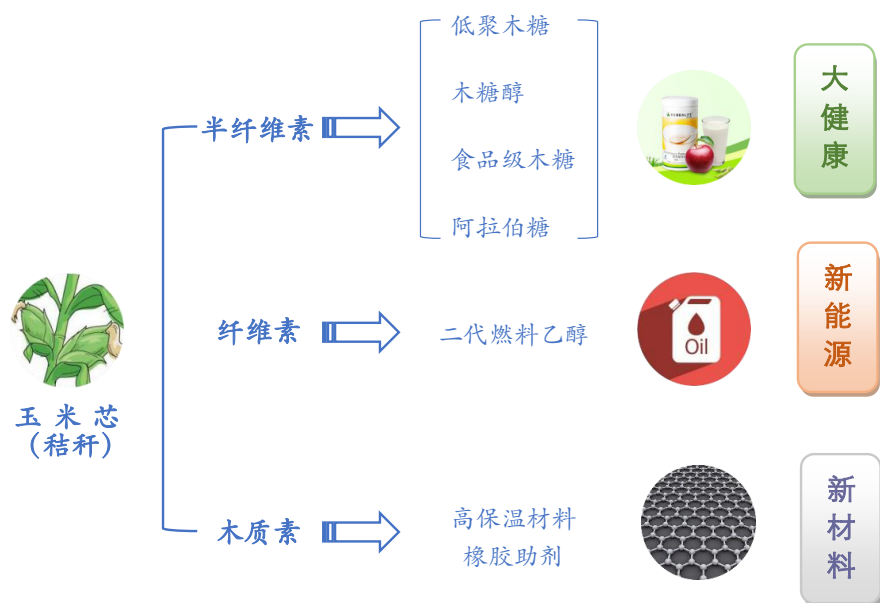 低聚木糖
木糖醇
食品级木糖
阿拉伯糖
半纤维素
大
健
康
玉米芯
(秸秆)
纤维素
二代燃料乙醇
Oil
新
能
源
木质素
高保温材料
橡胶助剂
新
材
料